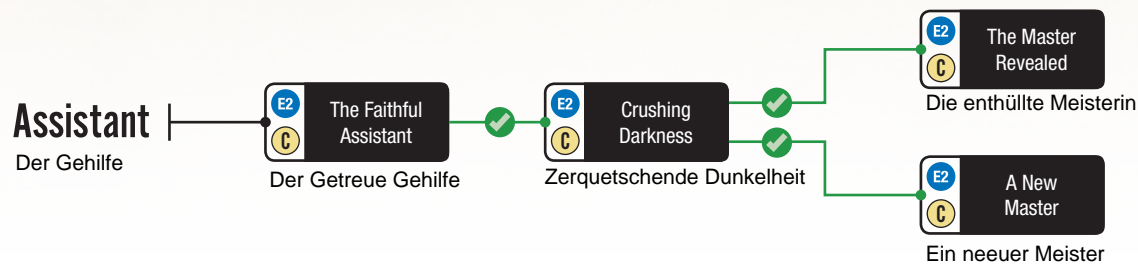 Assistant
Der Gehilfe
E2
C
The Faithful
Assistant
Der Getreue Gehilfe
E2
C
Crushing
Darkness
Zerquetschende Dunkelheit
E2
C
The Master
Revealed
Die enthüllte Meisterin
E2
C
A New
Master
Ein neeuer Meister